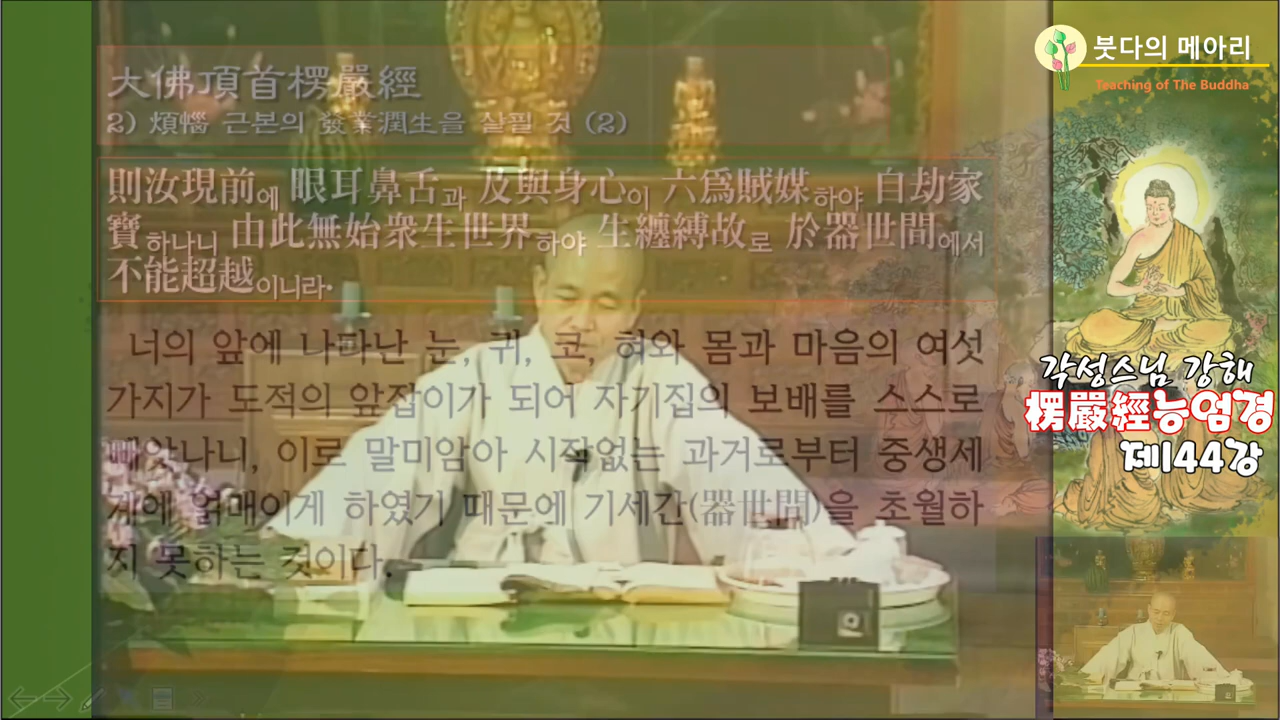 大佛頂首楞嚴經
2) 煩惱 근본의 發業潤生을 살필 것 (2)
則汝現前에 眼耳鼻舌과 及與身心이 六爲賊媒하야 自劫家
寶하나니 由此無始衆生世界하야 生纏縛故로 於器世間에서
不能超越이니라.
너의 앞에 나타난 눈, 귀, 코, 혀와 몸과 마음의 여섯
가지가 도적의 앞잡이가 되어 자기집의 보배를 스스로
빼앗나니, 이로 말미암아 시작없는 과거로부터 중생세
계에 얽매이게 하였기 때문에 기세간(器世間)을 초월하
지 못하는 것이다.
붓다의 메아리
Teaching of The Buddha
각성스님 강해
楞嚴經능엄경
제144강